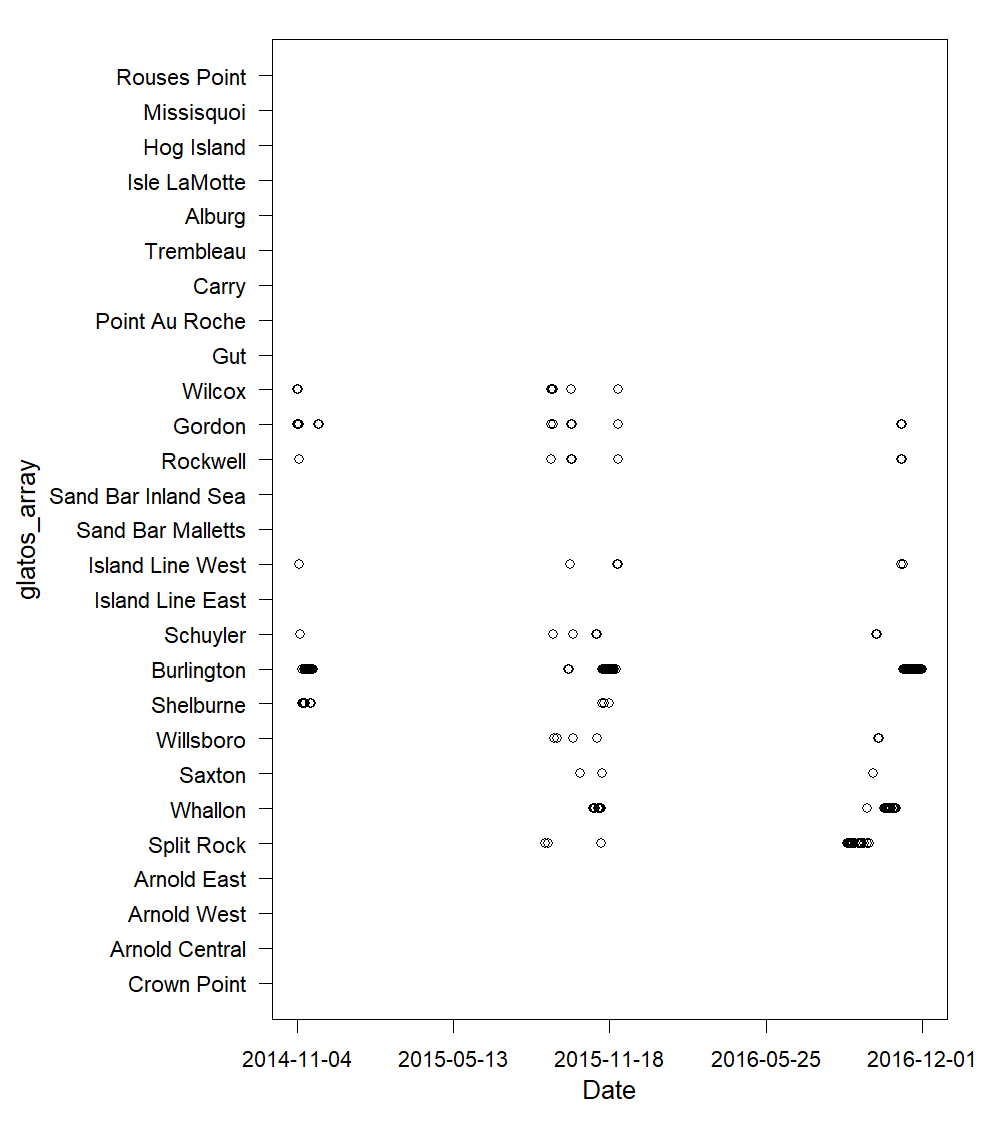 Rouses Point
Missisquoi
Hog Island
Isle LaMotte
Alburg
Trembleau
Carry
Point Au Roche
Gut
Wilcox
Gordon
Rockwell
Sand Bar Inland Sea
Sand Bar Malletts
Island Line West
Island Line East
Schuyler
Burlington
Shelburne
Willsboro
Saxton
Whallon
Split Rock
Arnold East
Arnold West
Arnold Central
Crown Point
glatos_array
2014-11-04 2015-05-13 2015-11-18 2016-05-25 2016-12-01
Date